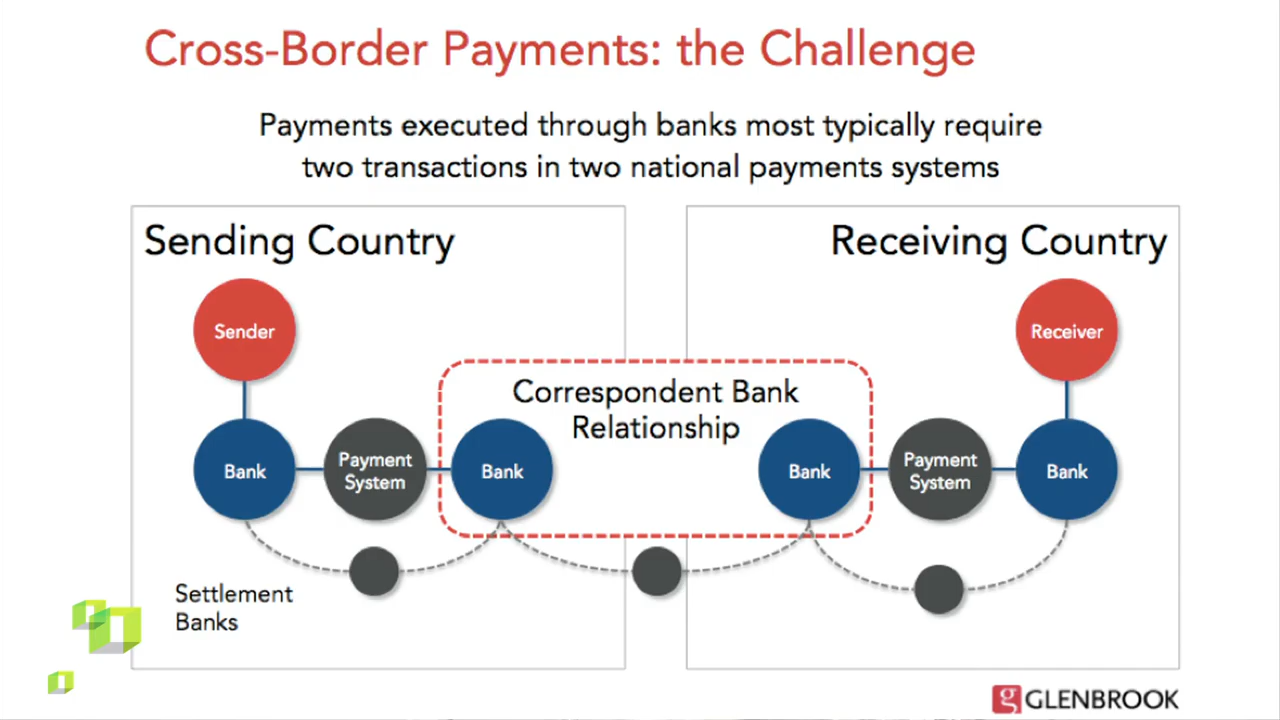 Cross-Border Payments: the Challenge
Payments executed through banks most typically require
two transactions in two national payments systems
Sending Country
Receiving Country
Sender
Receiver
Correspondent Bank
Relationship
Bank
Payment
System
Bank
Bank
Payment
System
Bank
Settlement
Banks
g GLENBROOK